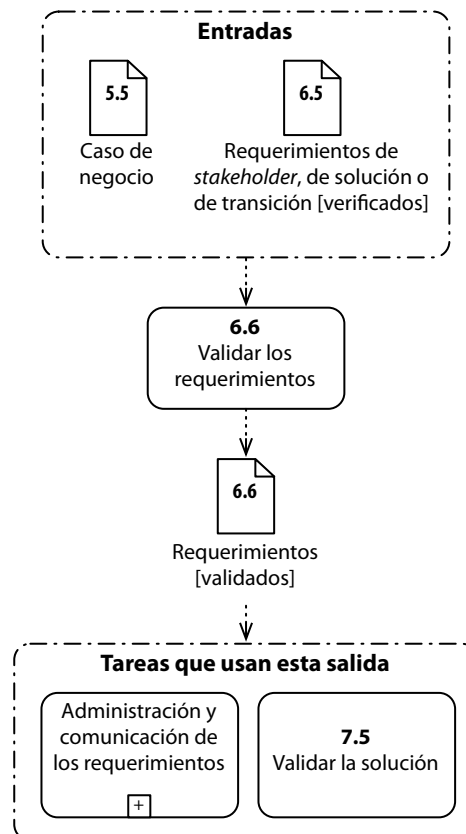 Entradas
5.5
Caso de
negocio
6.5
Requerimientos de
stakeholder, de solución o
de transición [verificados]
6.6
Validar los
requerimientos
6.6
Requerimientos
[validados]
Tareas que usan esta salida
Administración y
comunicación de
los requerimientos
+
7.5
Validar la solución